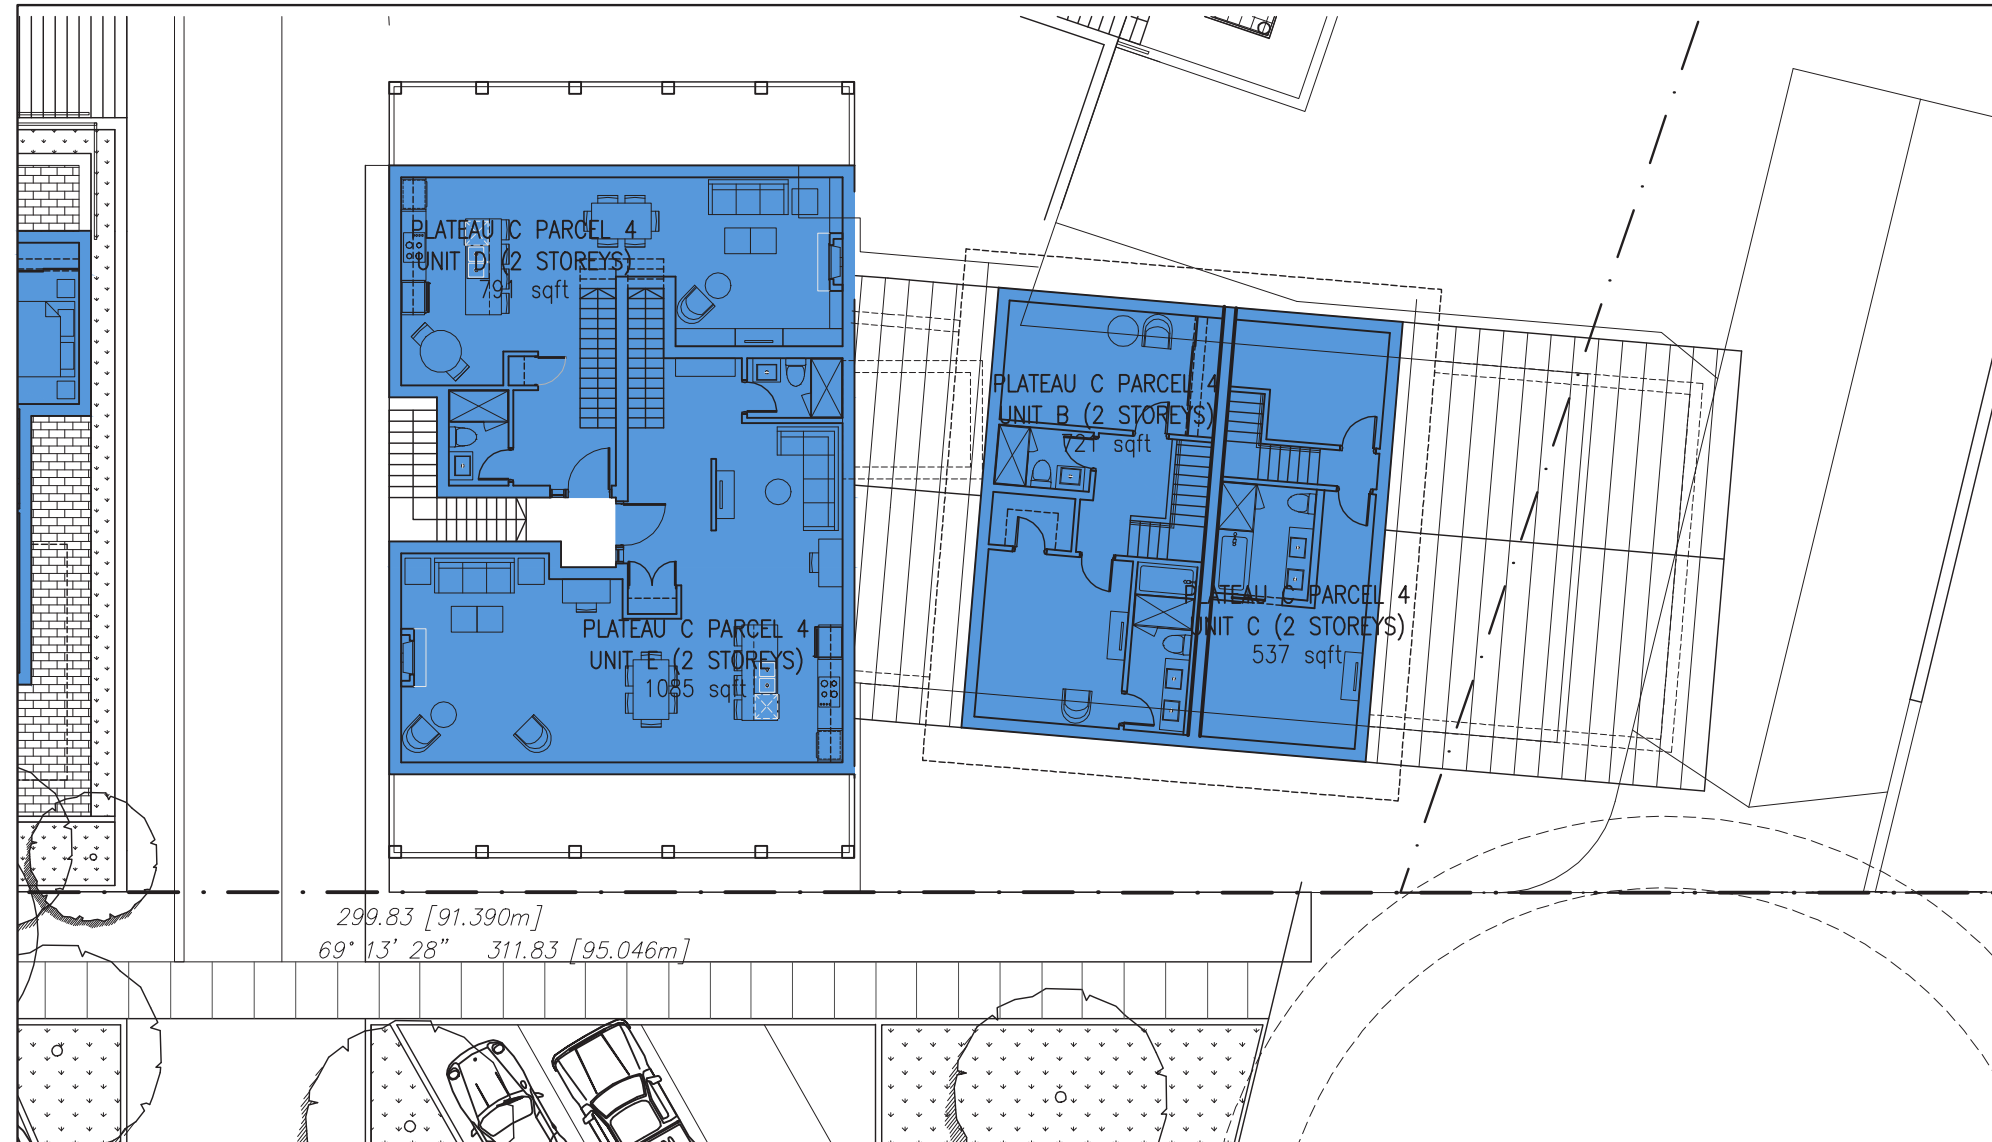 PLATEAU C PARCEL 4
UNIT D (2 STOREYS)
791 sqft
PLATEAU C PARCEL 4
UNIT B (2 STOREYS)
721 sqft
PLATEAU C PARCEL 4
UNIT C (2 STOREYS)
537 sqft
PLATEAU C PARCEL 4
UNIT E (2 STOREYS)
1085 sqft
299.83 [91.390m]
69° 13' 28" 311.83 [95.046m]